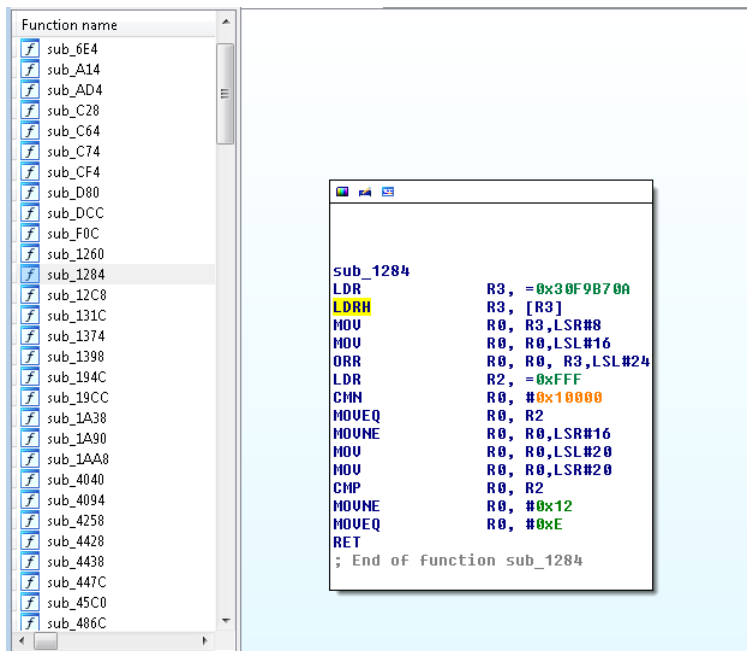 Function name
sub_6E4
sub_A14
sub_AD4
sub_C28
sub_C64
sub_C74
sub_CF4
sub_D80
sub_DCC
sub_F0C
sub_1260
sub_1284
sub_12C8
sub_131C
sub_1374
sub_1398
sub_194C
sub_19CC
sub_1A38
sub_1A90
sub_1AA8
sub_4040
sub_4094
sub_4258
sub_4428
sub_4438
sub_447C
sub_45C0
sub_486C
sub_1284
LDR R3, =0x30F9B70A
LDRH R3, [R3]
MOV R0, R3,LSR#8
MOV R0, R0,LSL#16
ORR R0, R0, R3,LSL#24
LDR R2, =0xFFF
CMN R0, #0x10000
MOVEQ R0, R2
MOVNE R0, R0,LSR#16
MOV R0, R0,LSL#20
MOV R0, R0,LSR#20
CMP R0, R2
MOVNE R0, #0x12
MOVEQ R0, #0xE
RET
; End of function sub_1284